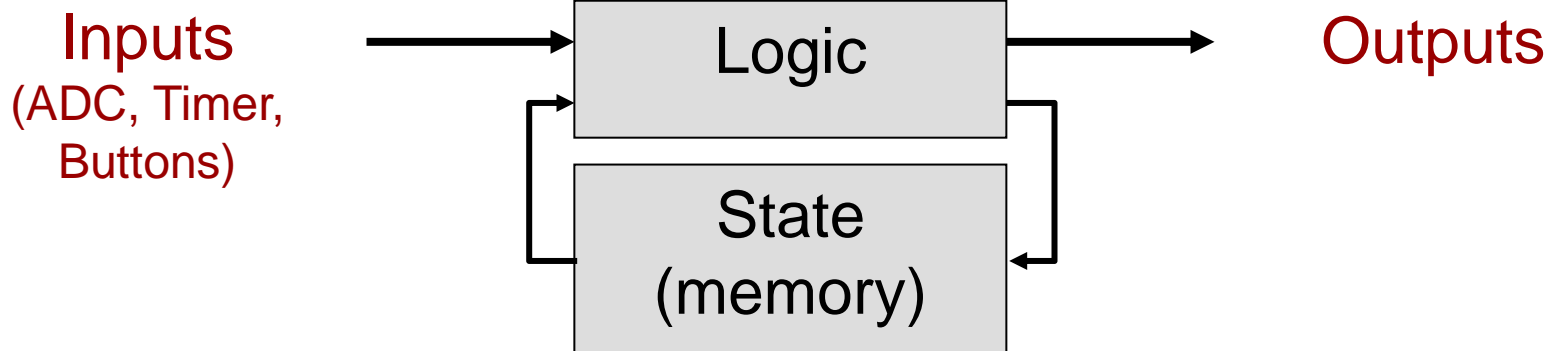 Inputs
(ADC, Timer,
Buttons)
Logic
State
(memory)
Outputs